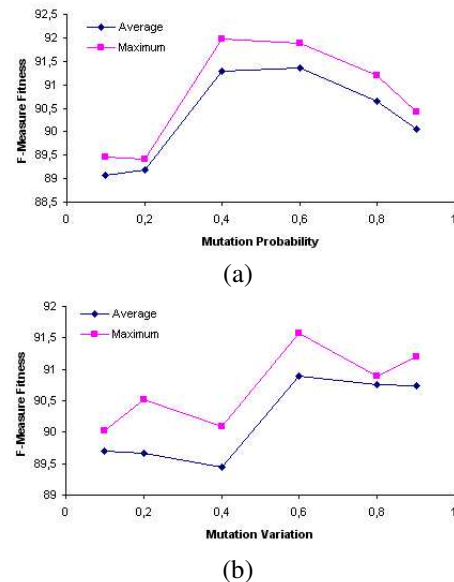 92,5
92
91,5
91
90,5
90
89,5
89
88,5
F-Measure Fitness
Average
Maximum
0
0,2
0,4
0,6
0,8
1
Mutation Probability
(a)
92
91,5
91
90,5
90
89,5
89
F-Measure Fitness
Average
Maximum
0
0,2
0,4
0,6
0,8
1
Mutation Variation
(b)